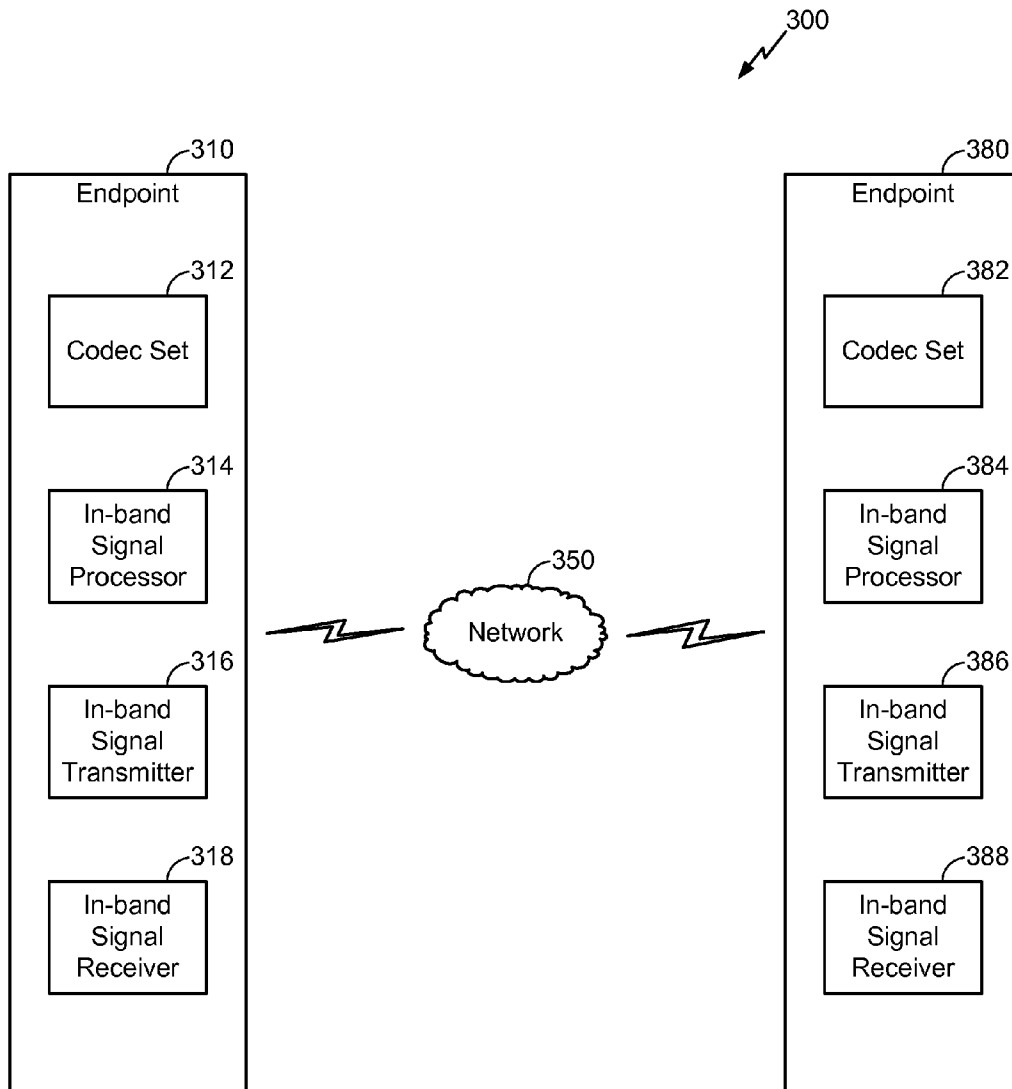 300
310
Endpoint
312
Codec Set
314
In-band
Signal
Processor
316
In-band
Signal
Transmitter
318
In-band
Signal
Receiver
350
Network
380
Endpoint
382
Codec Set
384
In-band
Signal
Processor
386
In-band
Signal
Transmitter
388
In-band
Signal
Receiver